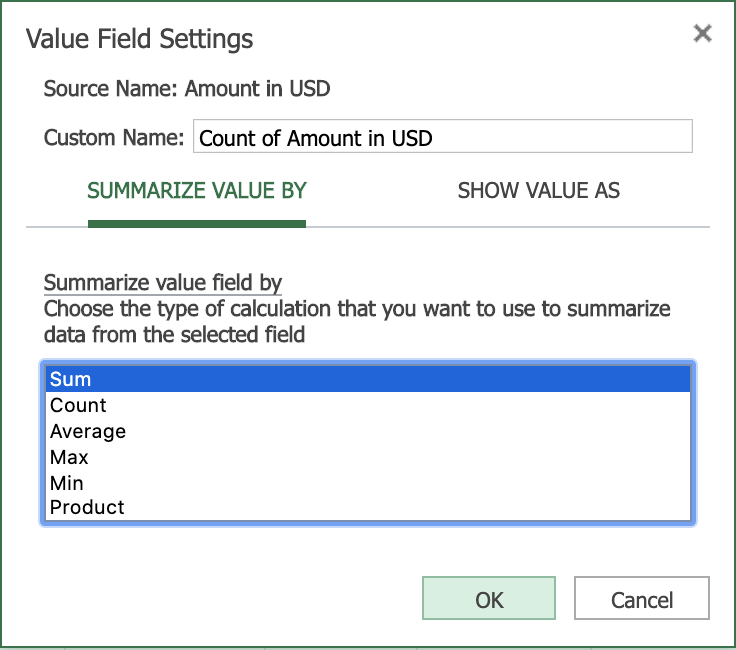 Value Field Settings
Source Name: Amount in USD
Custom Name: Count of Amount in USD
SUMMARIZE VALUE BY SHOW VALUE AS
Summarize value field by
Choose the type of calculation that you want to use to summarize
data from the selected field
Sum
Count
Average
Max
Min
Product
OK Cancel